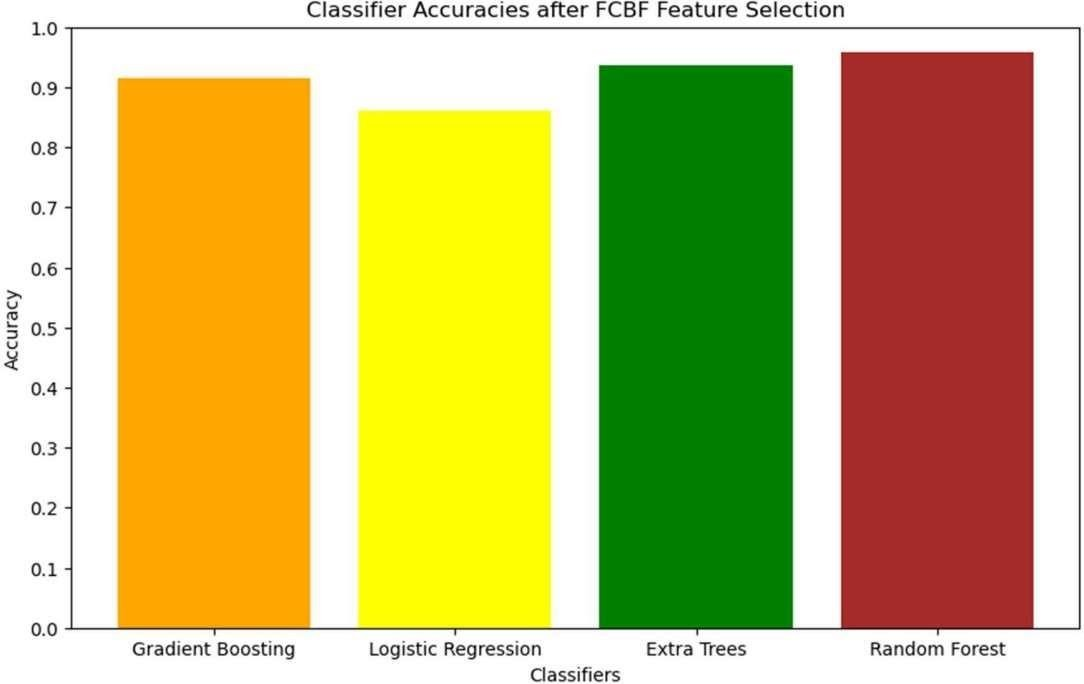 Classifier Accuracies after FCBF Feature Selection
1.0
0.9
0.8
0.7
0.6
0.5
0.4
0.3
0.2
0.1
0.0
Accuracy
Gradient Boosting Logistic Regression Extra Trees Random Forest
Classifiers